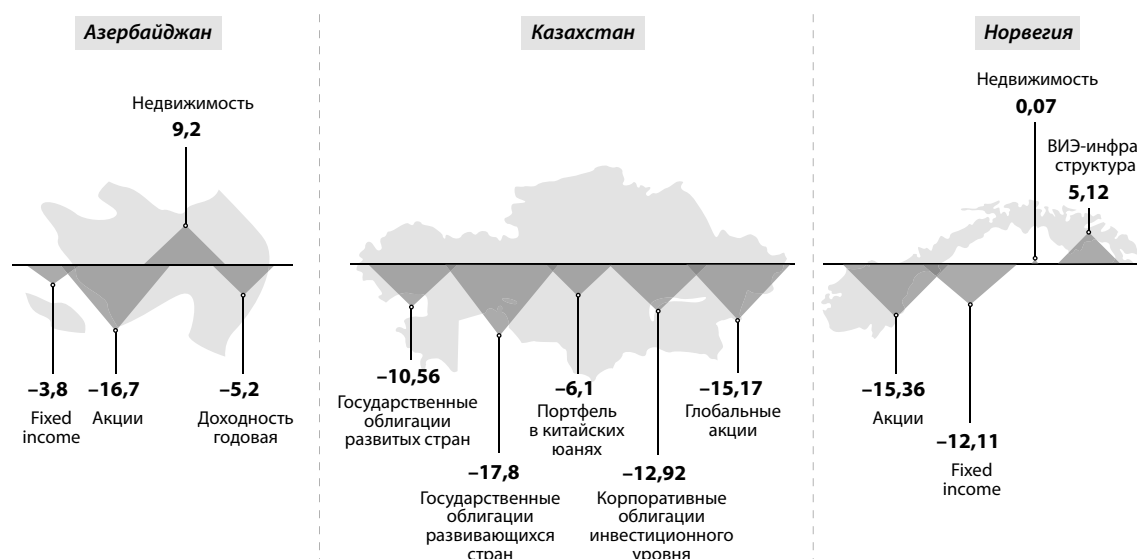 Азербайджан
Недвижимость
9,2
–3,8
Fixed
income
–16,7
Акции
–5,2
Доходность
годовая
Казахстан
–10,56
Государственные
облигации
развитых стран
–17,8
Государственные
облигации
развивающихся
стран
–6,1
Портфель
в китайских
юанях
–12,92
Корпоративные
облигации
инвестиционного
уровня
–15,17
Глобальные
акции
Норвегия
Недвижимость
0,07
ВИЭ-инфра
структура
5,12
–15,36
Акции
–12,11
Fixed
income